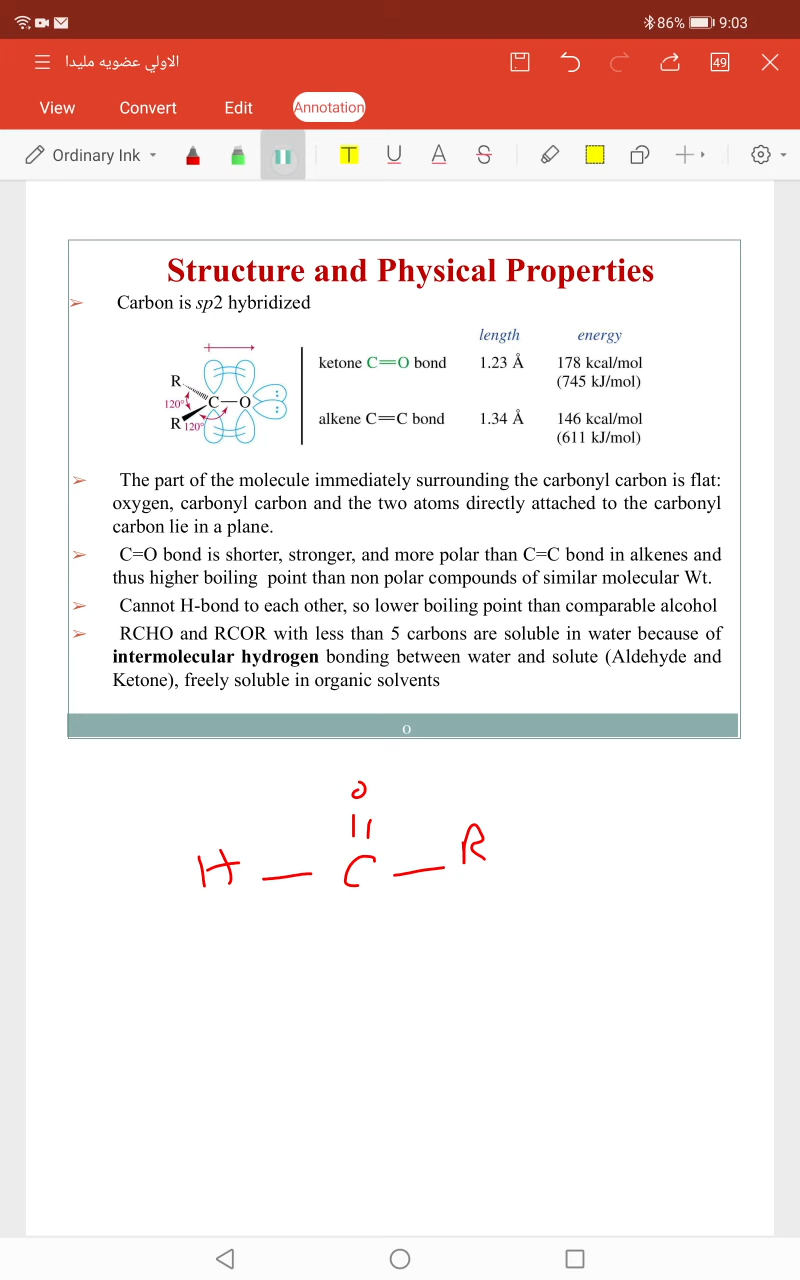 86% 9:03
الاولي عضويه مليدا
49
View Convert Edit Annotation
Ordinary Ink T U A S
Structure and Physical Properties
Carbon is sp2 hybridized
length energy
ketone C=O bond 1.23 Å 178 kcal/mol
(745 kJ/mol)
alkene C=C bond 1.34 Å 146 kcal/mol
(611 kJ/mol)
R
120° C—O
R 120°
The part of the molecule immediately surrounding the carbonyl carbon is flat:
oxygen, carbonyl carbon and the two atoms directly attached to the carbonyl
carbon lie in a plane.
C=O bond is shorter, stronger, and more polar than C=C bond in alkenes and
thus higher boiling point than non polar compounds of similar molecular Wt.
Cannot H-bond to each other, so lower boiling point than comparable alcohol
RCHO and RCOR with less than 5 carbons are soluble in water because of
intermolecular hydrogen bonding between water and solute (Aldehyde and
Ketone), freely soluble in organic solvents
0
O
H — C — R